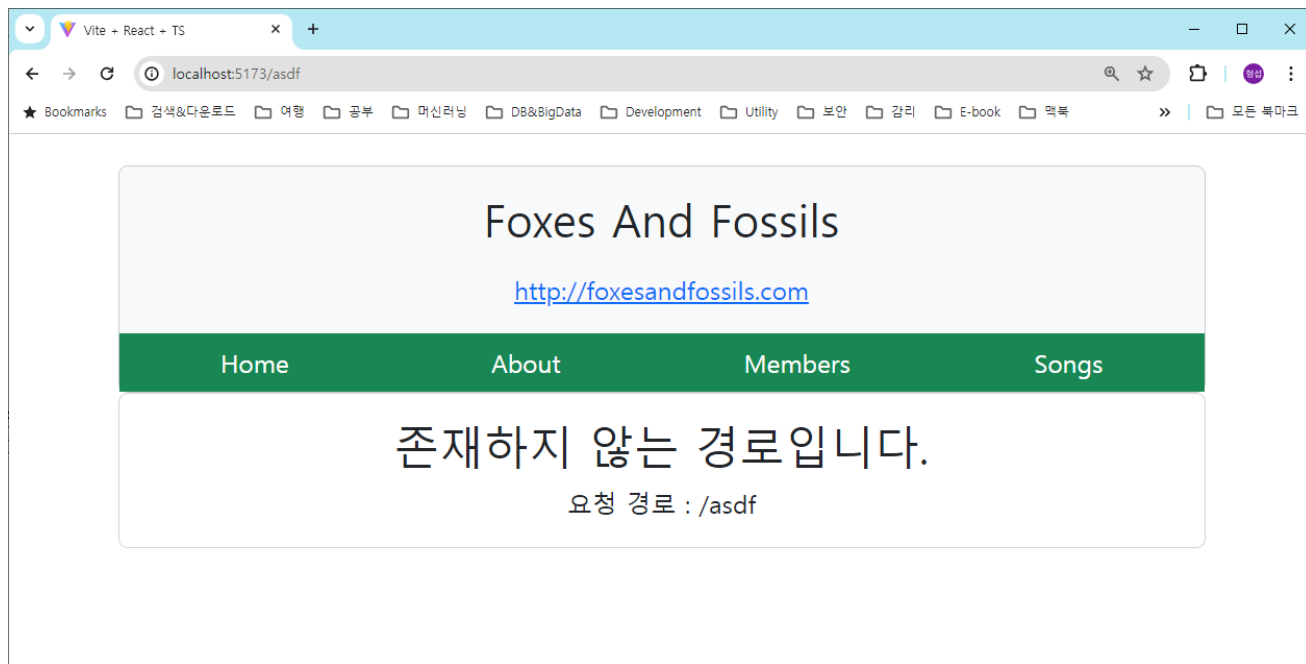 Vite + React + TS
localhost:5173/asdf
형섭
Bookmarks 검색&다운로드 여행 공부 머신러닝 DB&BigData Development Utility 보안 감리 E-book 맥북 » 모든 북마크
Foxes And Fossils
http://foxesandfossils.com
Home About Members Songs
존재하지 않는 경로입니다.
요청 경로 : /asdf